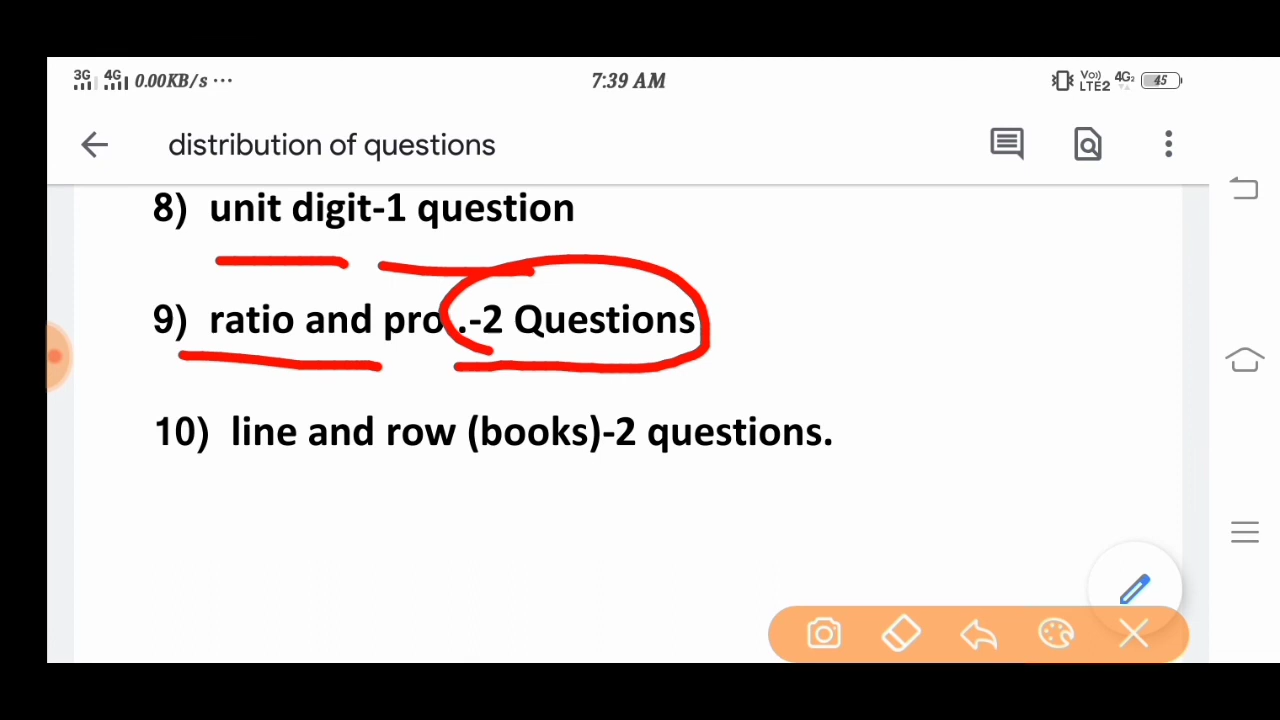 3G 4G 0.00KB/s ... 7:39 AM Vo) LTE2 4G2 45
distribution of questions
8) unit digit-1 question
9) ratio and pro .-2 Questions
10) line and row (books)-2 questions.